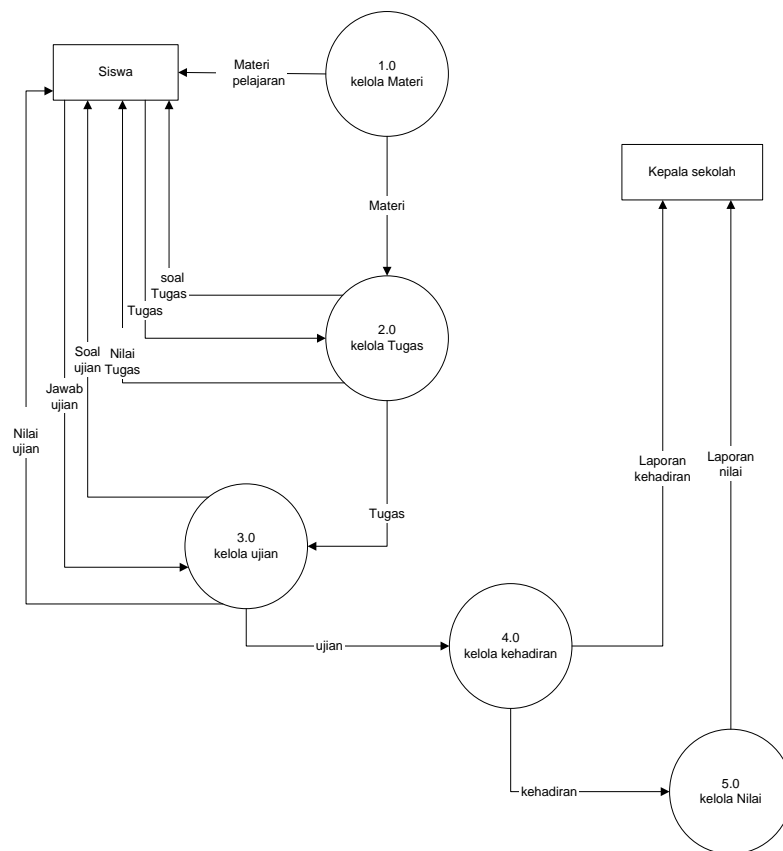 Siswa
Materi
pelajaran
1.0
kelola Materi
Kepala sekolah
Materi
soal
Tugas
Tugas
2.0
kelola Tugas
Soal
ujian
Nilai
Tugas
Jawab
ujian
Nilai
ujian
Laporan
kehadiran
Laporan
nilai
Tugas
3.0
kelola ujian
ujian
4.0
kelola kehadiran
kehadiran
5.0
kelola Nilai